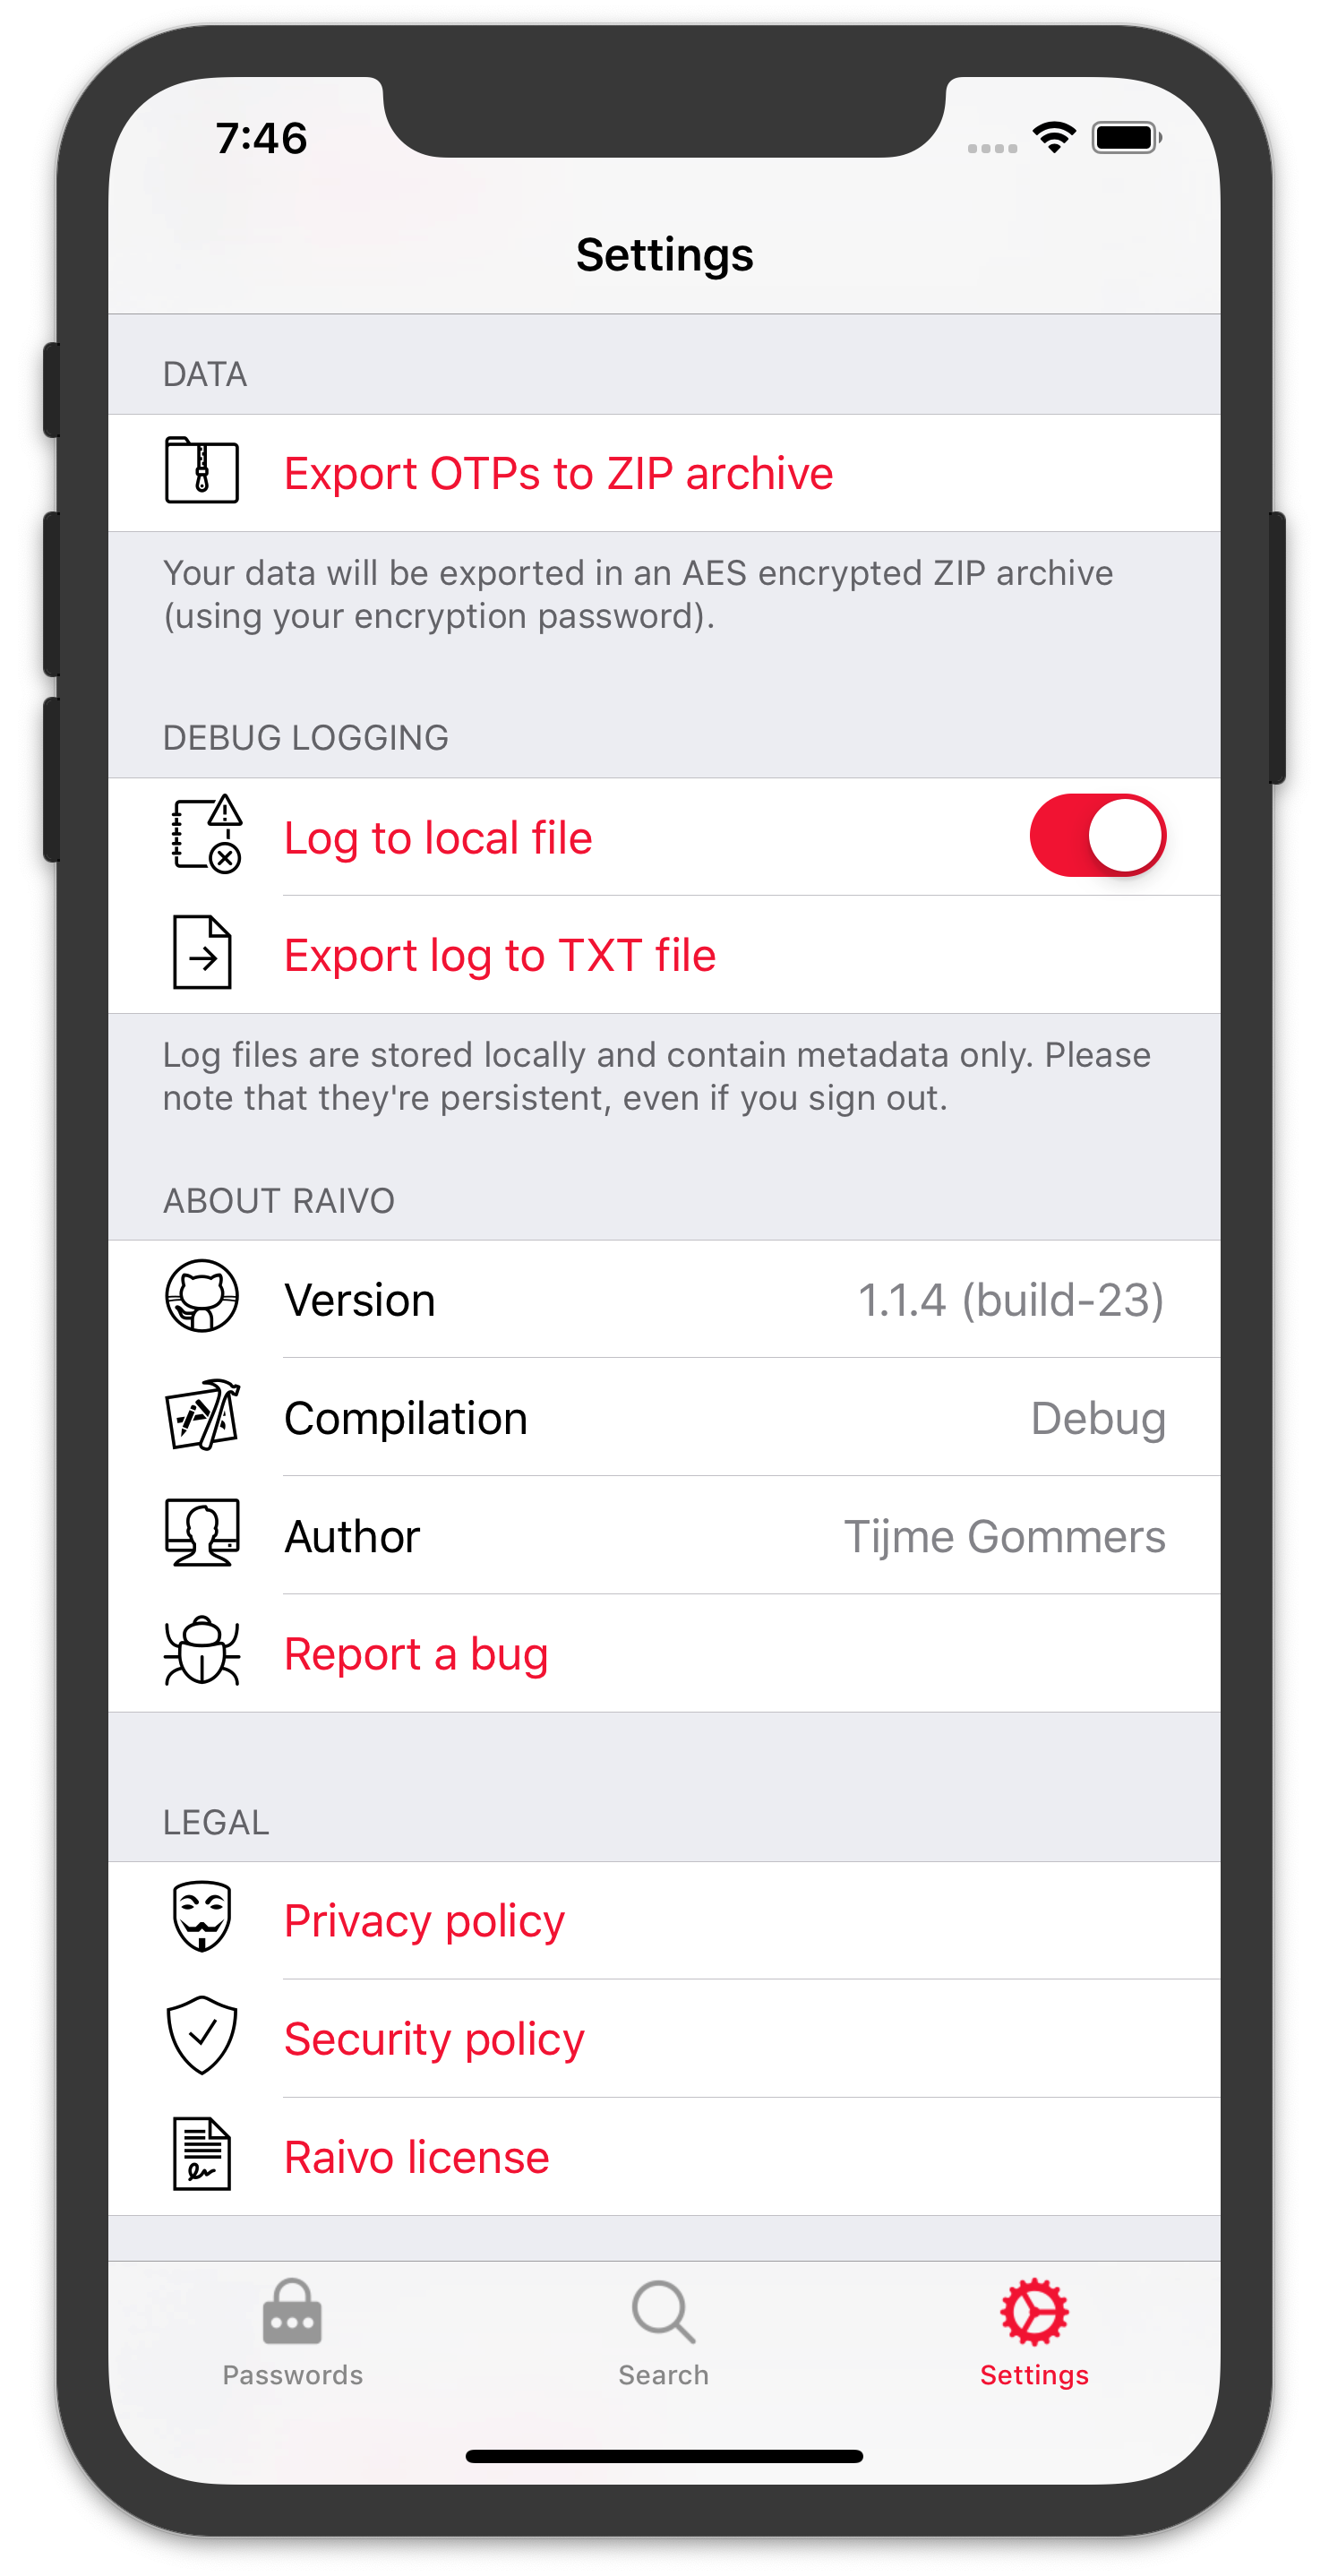 7:46
Settings
DATA
Export OTPs to ZIP archive
Your data will be exported in an AES encrypted ZIP archive
(using your encryption password).
DEBUG LOGGING
Log to local file
Export log to TXT file
Log files are stored locally and contain metadata only. Please
note that they're persistent, even if you sign out.
ABOUT RAIVO
Version 1.1.4 (build-23)
Compilation Debug
Author Tijme Gommers
Report a bug
LEGAL
Privacy policy
Security policy
Raivo license
Passwords Search Settings